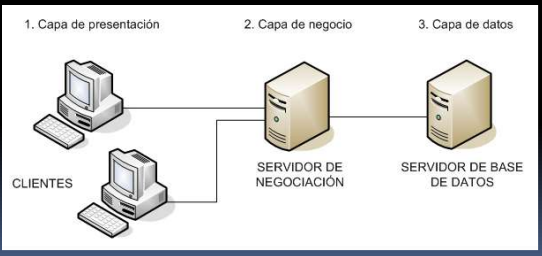 1. Capa de presentación
2. Capa de negocio
3. Capa de datos
CLIENTES
SERVIDOR DE
NEGOCIACIÓN
SERVIDOR DE BASE
DE DATOS